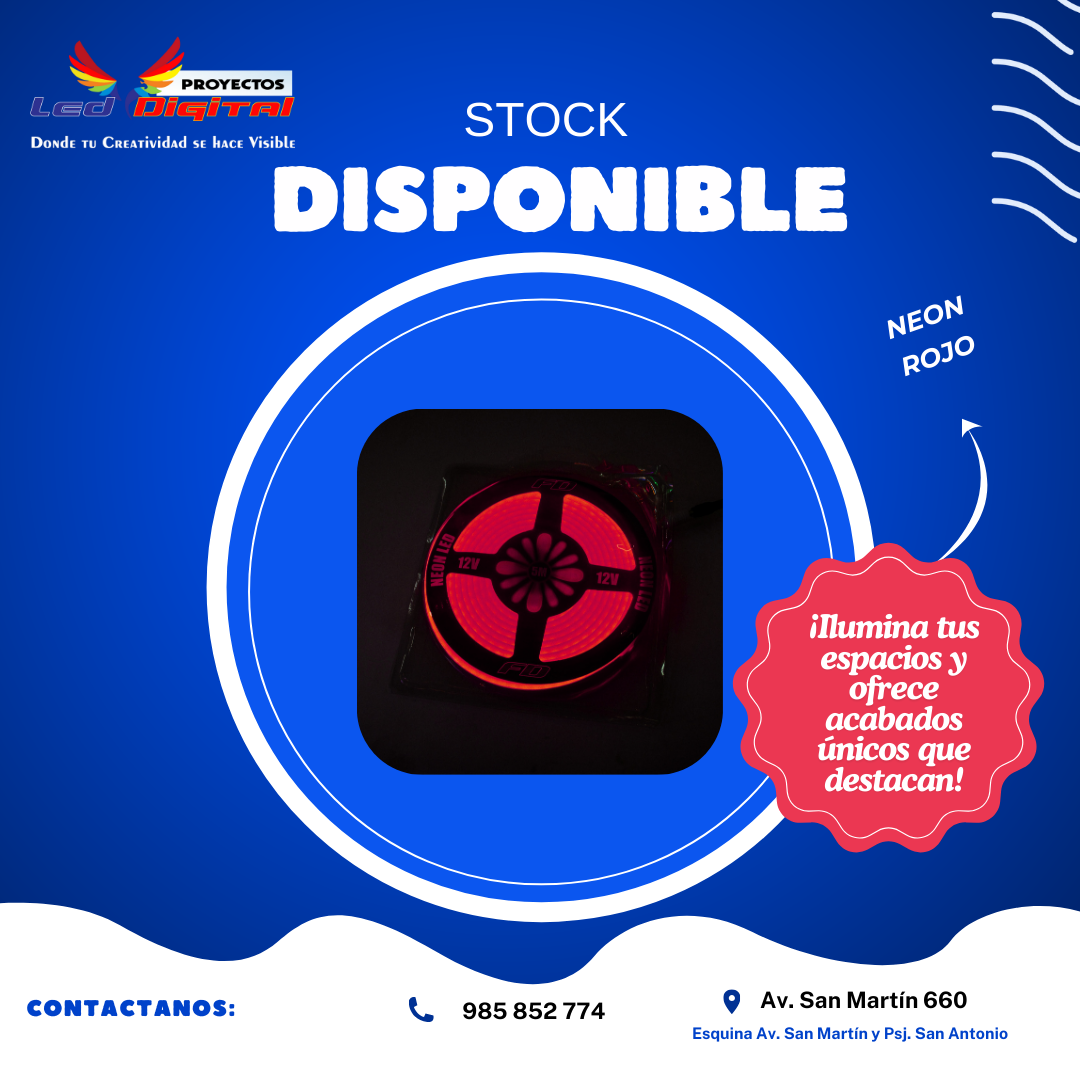 PROYECTOS
Led Digital
Donde tu Creatividad se hace Visible
STOCK
DISPONIBLE
NEON
ROJO
NEON LED
12V
12V
NEON LED
¡Ilumina tus
espacios y
ofrece
acabados
únicos que
destacan!
CONTACTANOS:
985 852 774
Av. San Martín 660
Esquina Av. San Martín y Psj. San Antonio